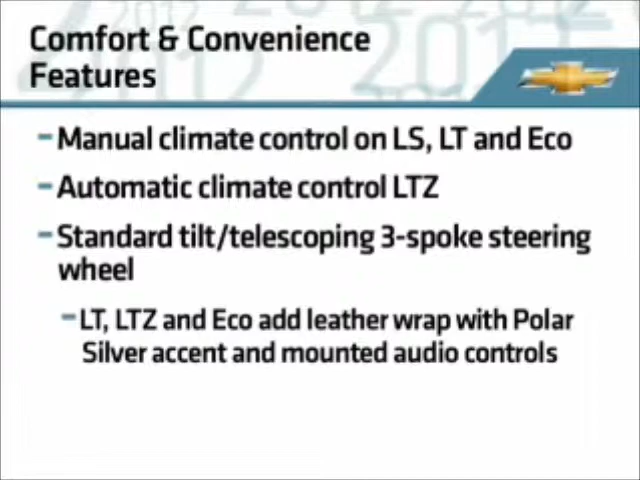 Comfort & Convenience
Features
-Manual climate control on LS, LT and Eco
-Automatic climate control LTZ
-Standard tilt/telescoping 3-spoke steering
wheel
-LT, LTZ and Eco add leather wrap with Polar
Silver accent and mounted audio controls